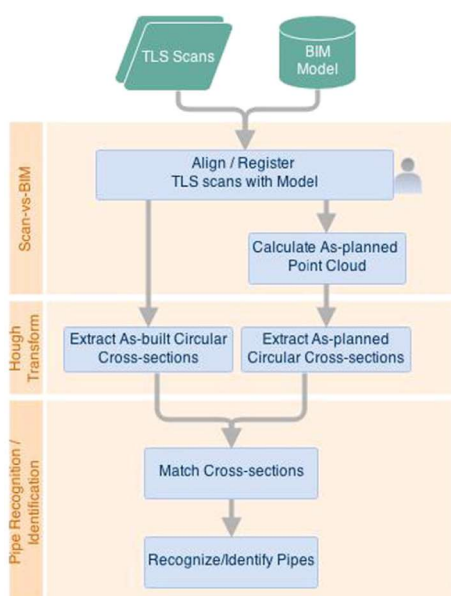 TLS Scans
BIM
Model
Scan-vs-BIM
Align / Register
TLS scans with Model
Calculate As-planned
Point Cloud
Hough
Transform
Extract As-built Circular
Cross-sections
Extract As-planned
Circular Cross-sections
Pipe Recognition /
Identification
Match Cross-sections
Recognize/Identify Pipes